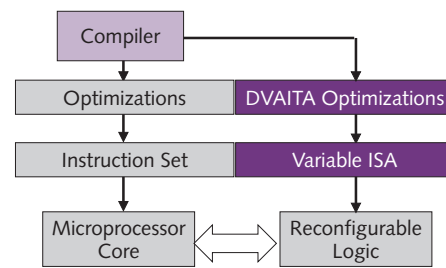 Compiler
Optimizations
DVAITA Optimizations
Instruction Set
Variable ISA
Microprocessor
Core
Reconfigurable
Logic